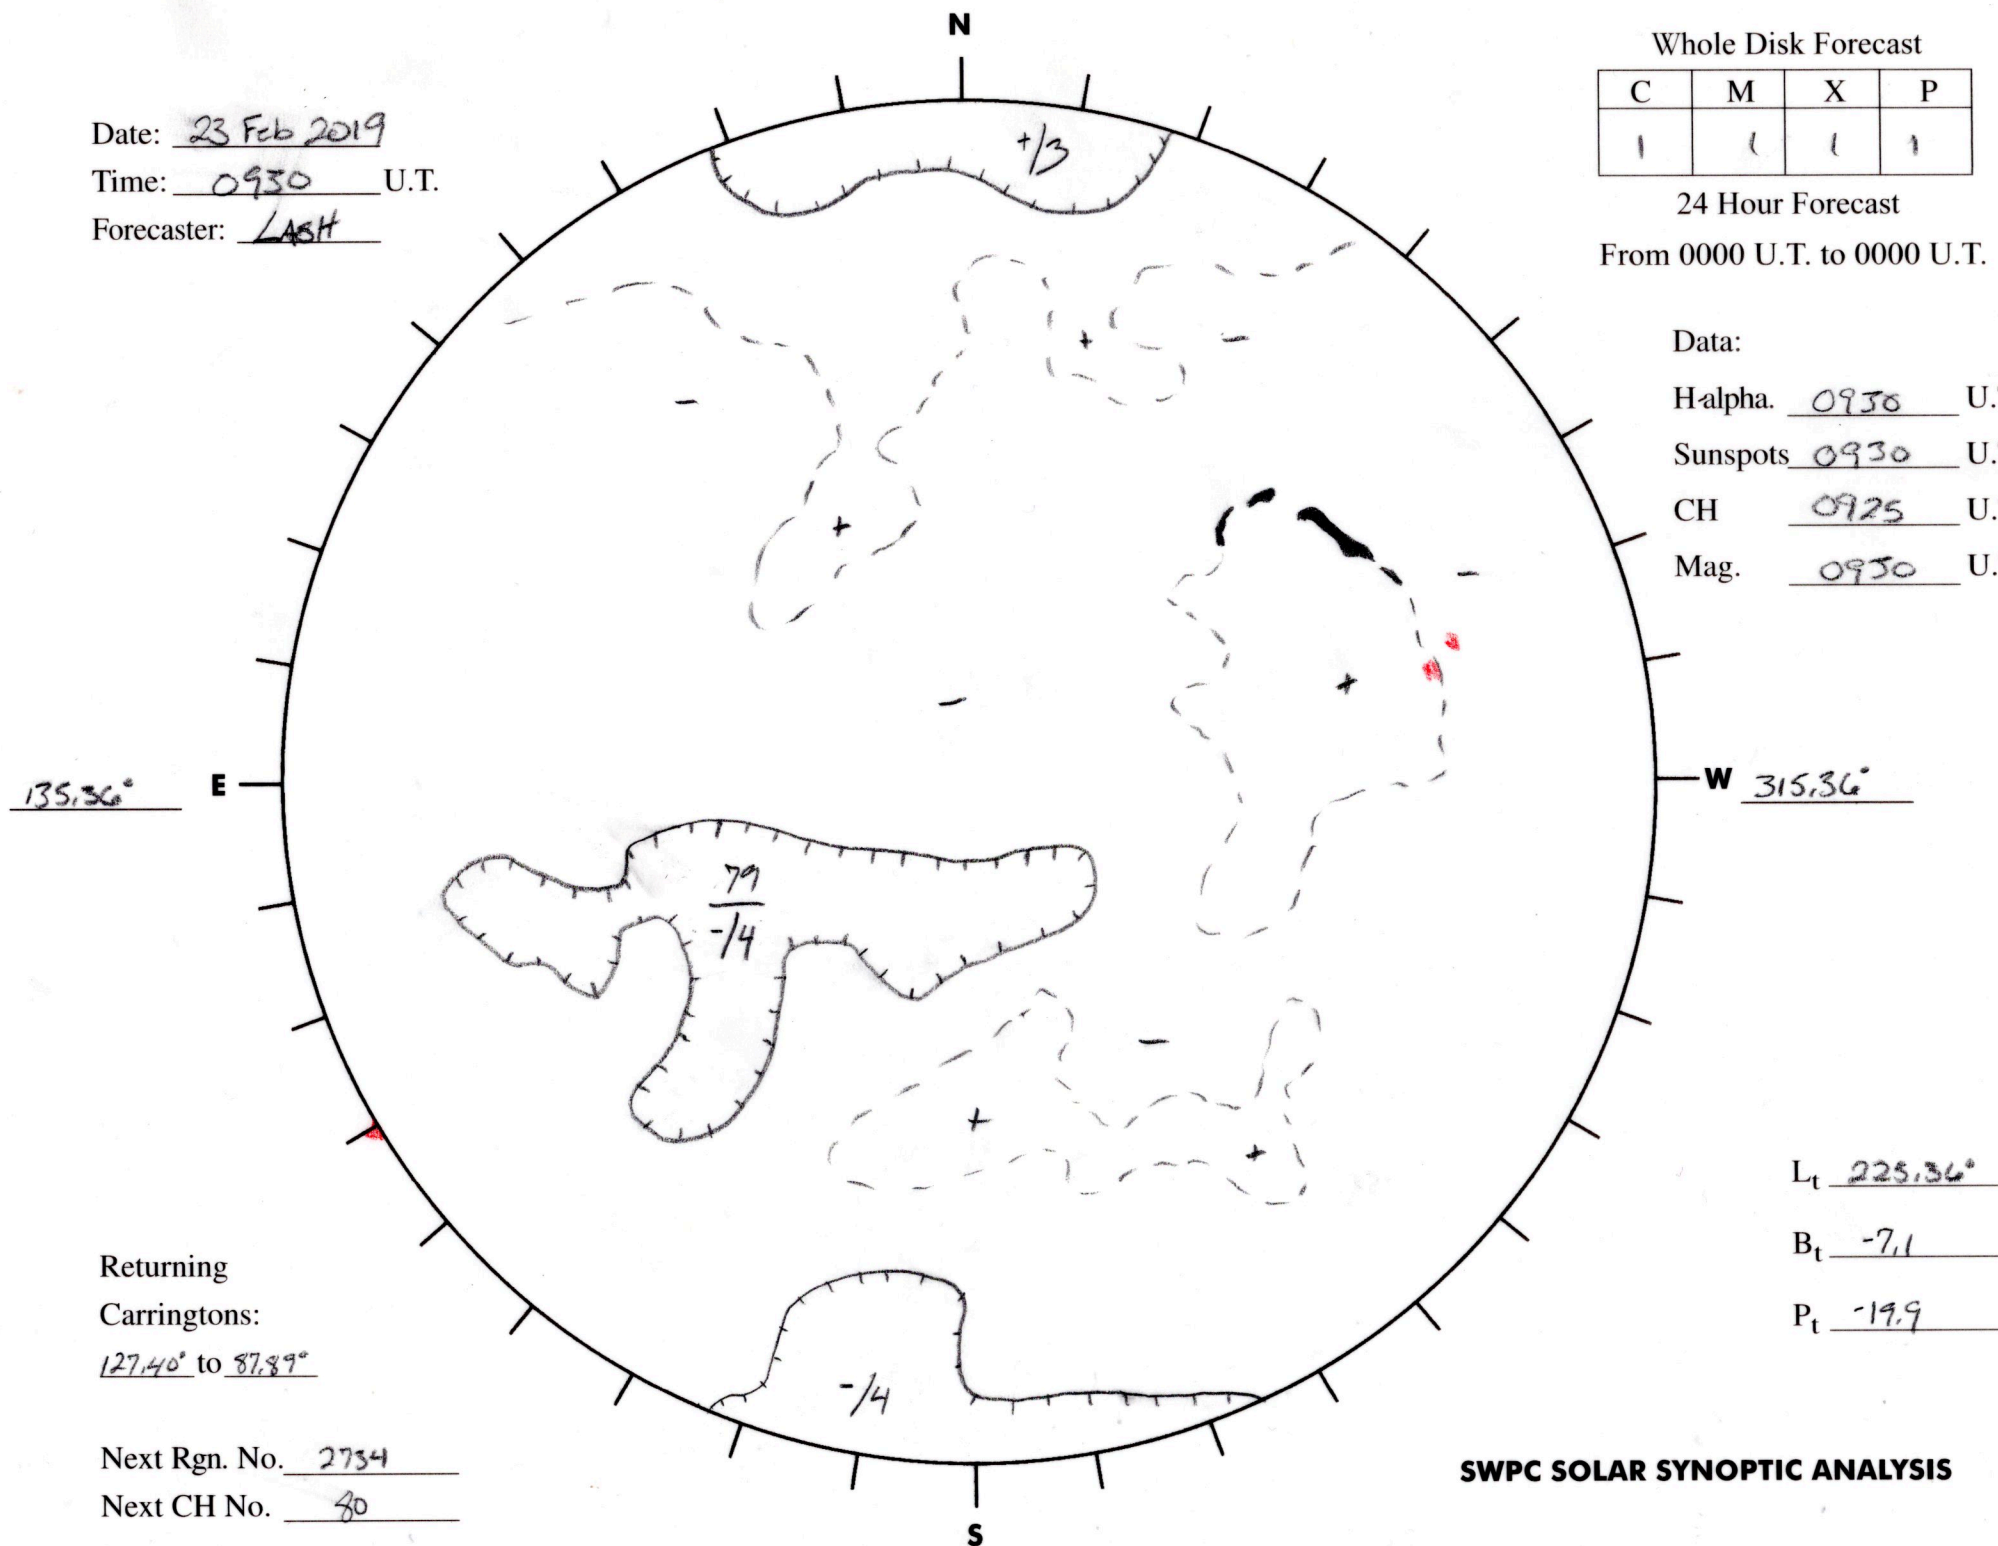 N
Whole Disk Forecast
C M X P
1 1 1 1
24 Hour Forecast
From 0000 U.T. to 0000 U.T.
Date: 23 Feb 2019
Time: 0930 U.T.
Forecaster: LASH
+/3
Data:
H-alpha. 0930 U.T
Sunspots 0930 U.T
CH 0925 U.
Mag. 0930 U.
+
-
-
+
-
+
-
135.36° E
W 315.36°
79
-/4
-
+
+
Lt 225.36°
Bt -7.1
Pt -19.9
Returning
Carringtons:
127.40° to 87.89°
-/4
Next Rgn. No. 2734
Next CH No. 80
SWPC SOLAR SYNOPTIC ANALYSIS
S